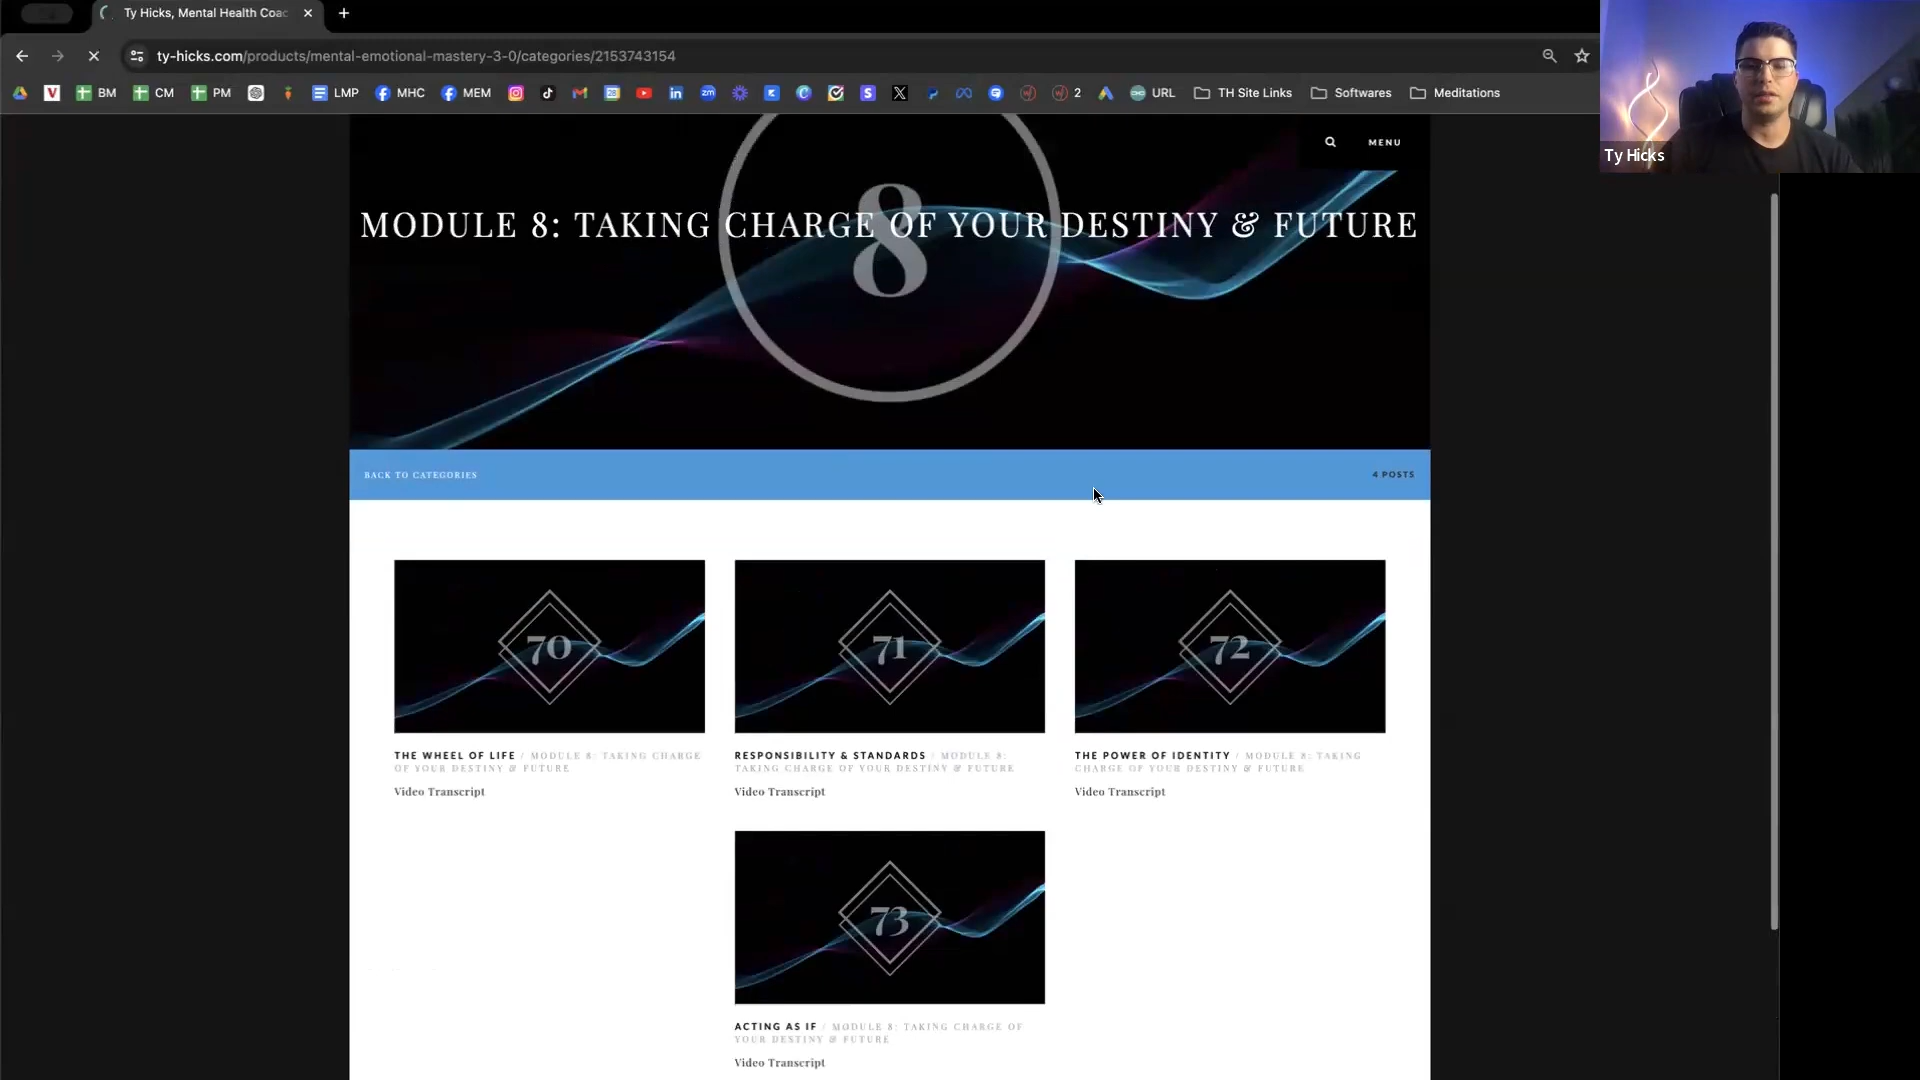 Ty Hicks, Mental Health Coac
ty-hicks.com/products/mental-emotional-mastery-3-0/categories/2153743154
BM CM PM LMP MHC MEM 2 URL TH Site Links Softwares Meditations
Ty Hicks
MENU
8
MODULE 8: TAKING CHARGE OF YOUR DESTINY & FUTURE
BACK TO CATEGORIES
4 POSTS
70
THE WHEEL OF LIFE / MODULE 8: TAKING CHARGE
OF YOUR DESTINY & FUTURE
Video Transcript
71
RESPONSIBILITY & STANDARDS / MODULE 8:
TAKING CHARGE OF YOUR DESTINY & FUTURE
Video Transcript
72
THE POWER OF IDENTITY / MODULE 8: TAKING
CHARGE OF YOUR DESTINY & FUTURE
Video Transcript
73
ACTING AS IF / MODULE 8: TAKING CHARGE OF
YOUR DESTINY & FUTURE
Video Transcript